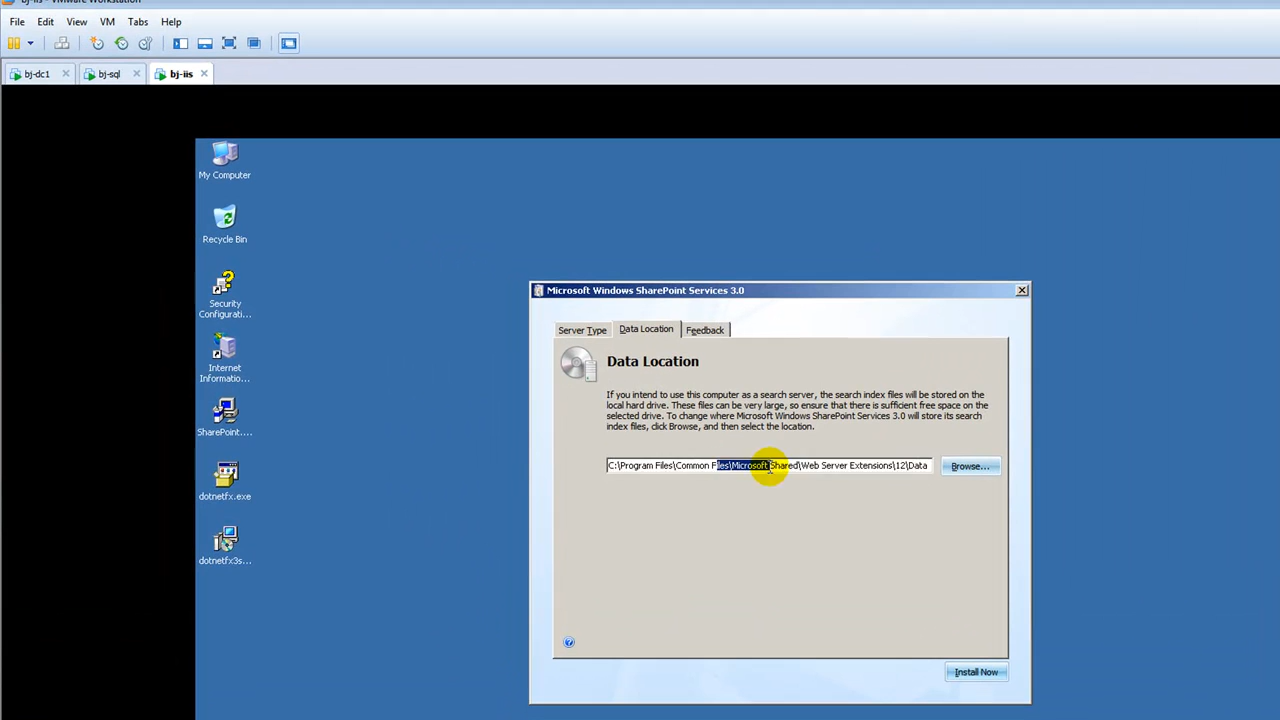 bj-iis - VMware Workstation
File Edit View VM Tabs Help
bj-dc1 bj-sql bj-iis
My Computer
Recycle Bin
Security
Configurati...
Internet
Informatio...
SharePoint....
dotnetfx.exe
dotnetfx3s...
Microsoft Windows SharePoint Services 3.0
Server Type Data Location Feedback
Data Location
If you intend to use this computer as a search server, the search index files will be stored on the
local hard drive. These files can be very large, so ensure that there is sufficient free space on the
selected drive. To change where Microsoft Windows SharePoint Services 3.0 will store its search
index files, click Browse, and then select the location.
C:\Program Files\Common Files\Microsoft Shared\Web Server Extensions\12\Data
Browse...
Install Now